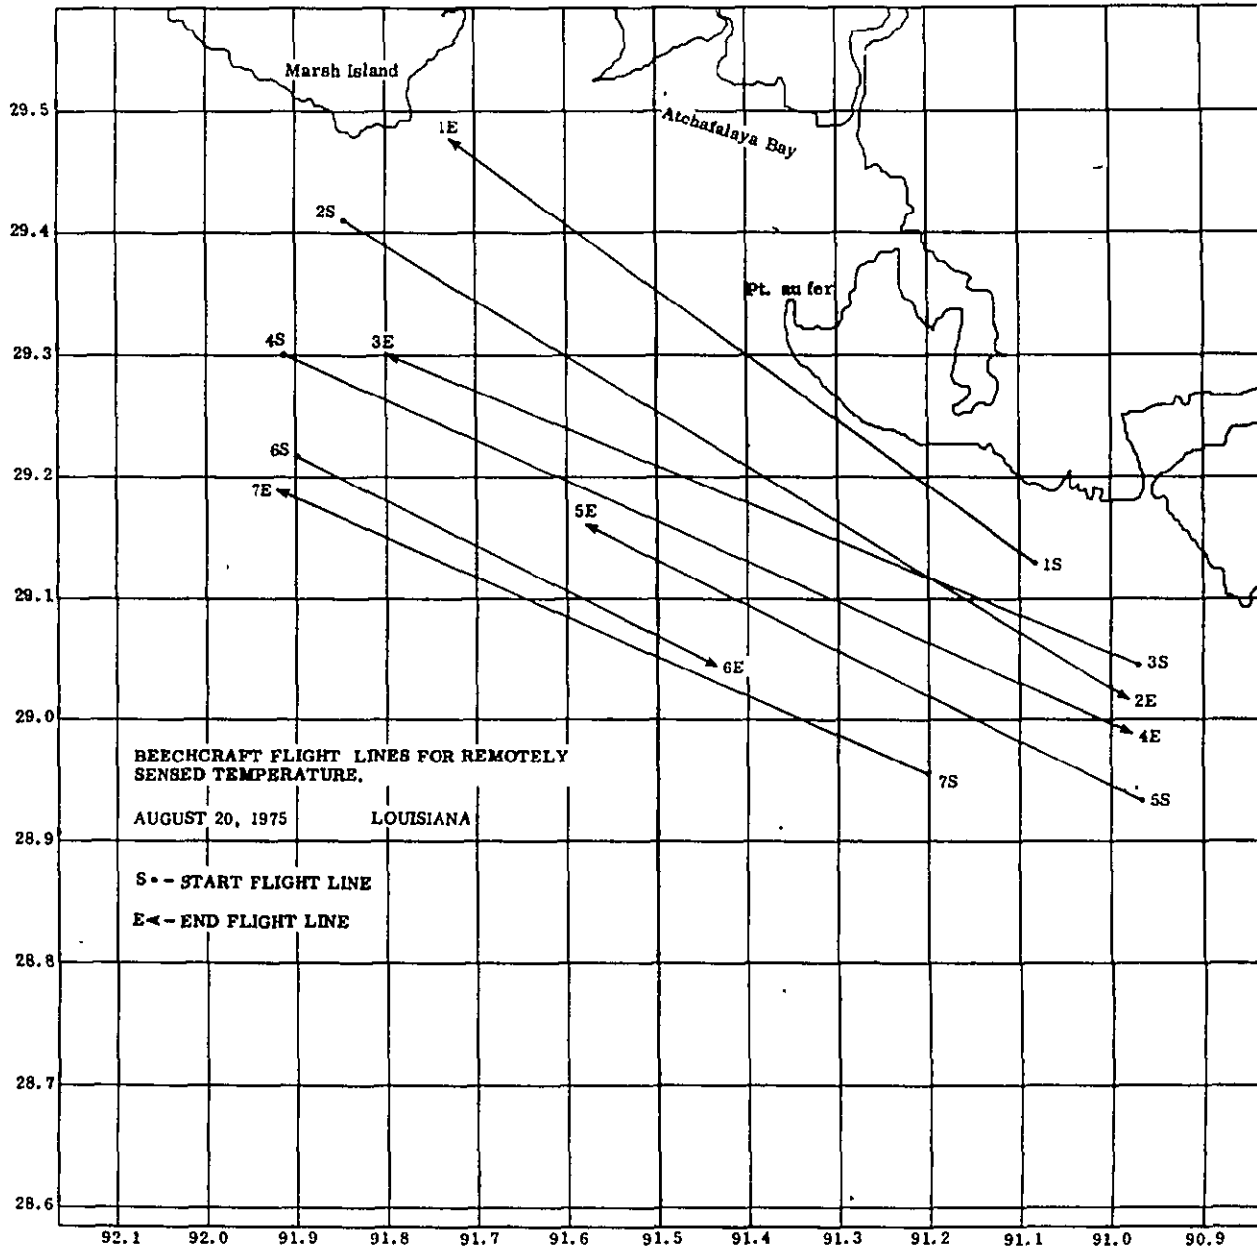 Marsh Island
29.5
1E
Atchafalaya Bay
2S
29.4
Pt. au fer
4S
3E
29.3
6S
29.2
7E
5E
1S
29.1
3S
6E
2E
29.0
4E
BEECHCRAFT FLIGHT LINES FOR REMOTELY
SENSED TEMPERATURE.
7S
5S
AUGUST 20, 1975 LOUISIANA
28.9
S•-- START FLIGHT LINE
E◄-- END FLIGHT LINE
28.8
28.7
28.6
92.1 92.0 91.9 91.8 91.7 91.6 91.5 91.4 91.3 91.2 91.1 91.0 90.9